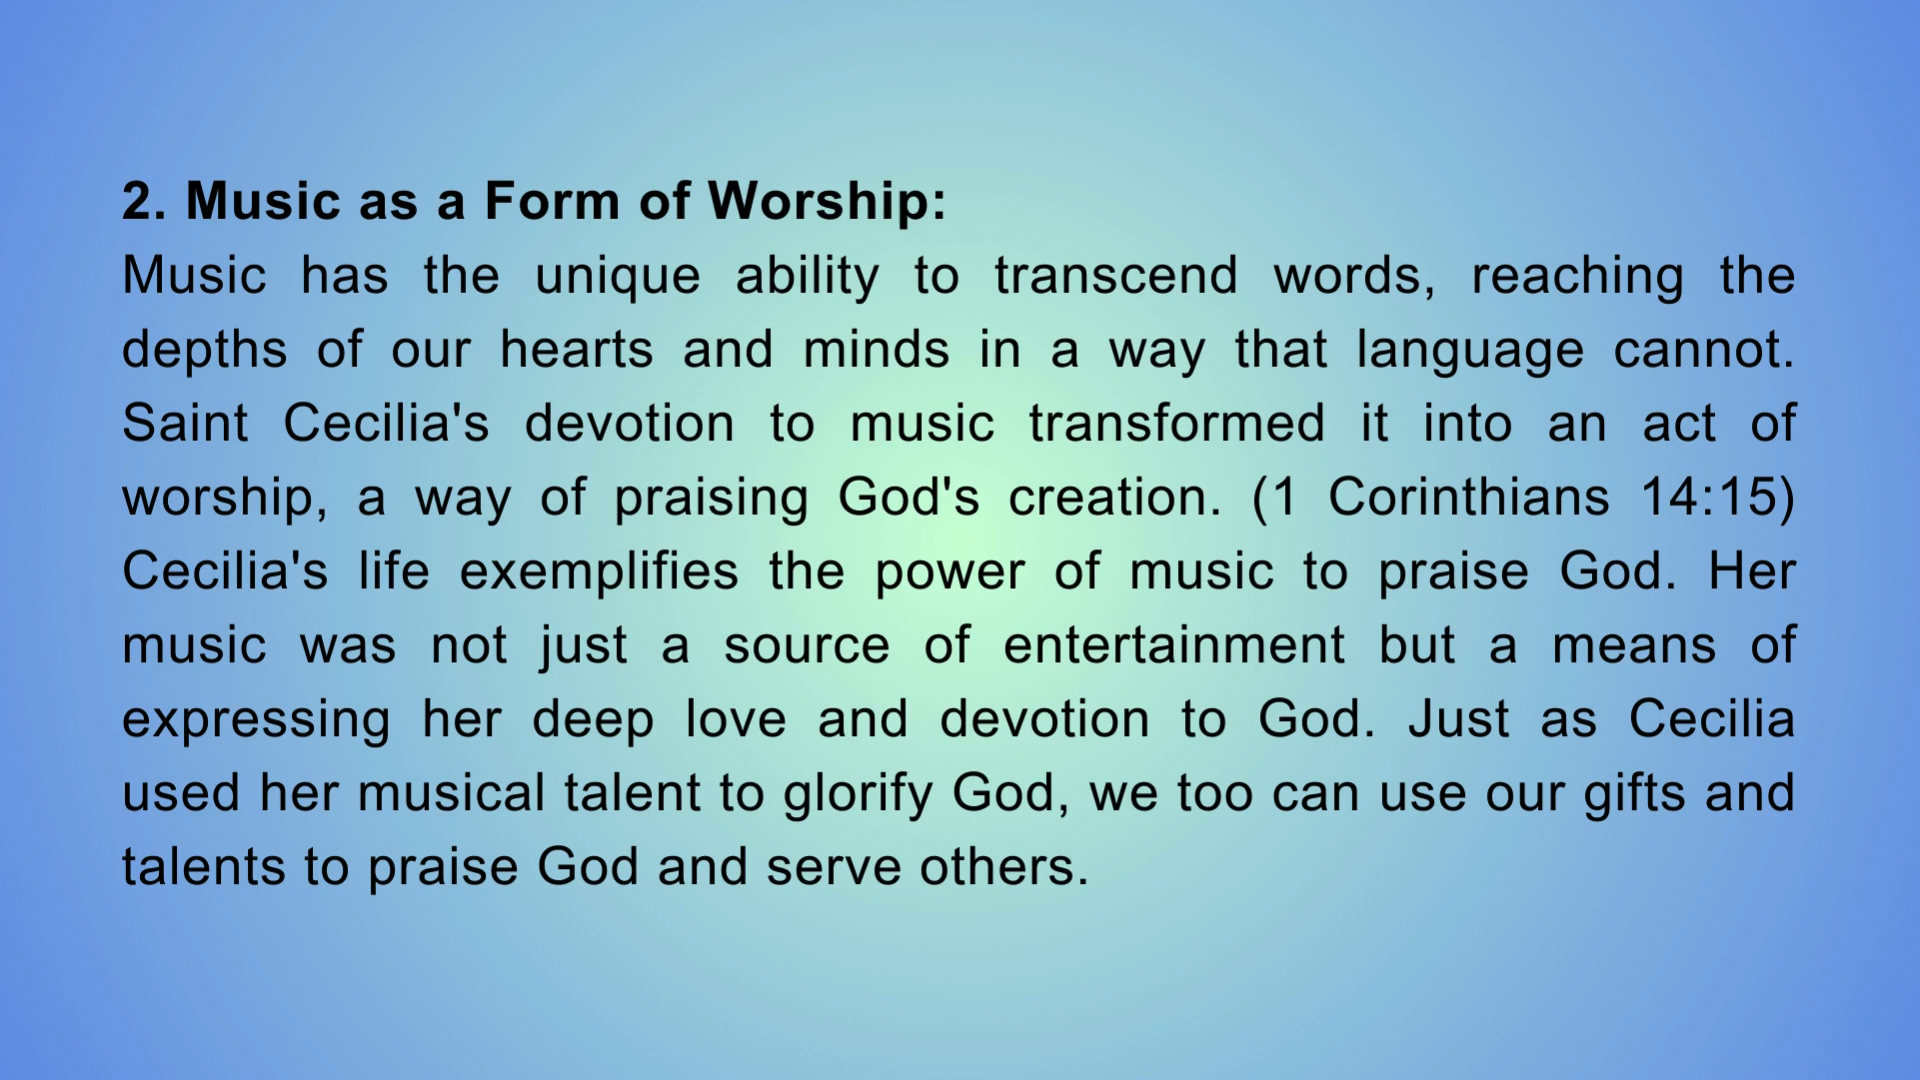 2. Music as a Form of Worship:
Music has the unique ability to transcend words, reaching the
depths of our hearts and minds in a way that language cannot.
Saint Cecilia's devotion to music transformed it into an act of
worship, a way of praising God's creation. (1 Corinthians 14:15)
Cecilia's life exemplifies the power of music to praise God. Her
music was not just a source of entertainment but a means of
expressing her deep love and devotion to God. Just as Cecilia
used her musical talent to glorify God, we too can use our gifts and
talents to praise God and serve others.